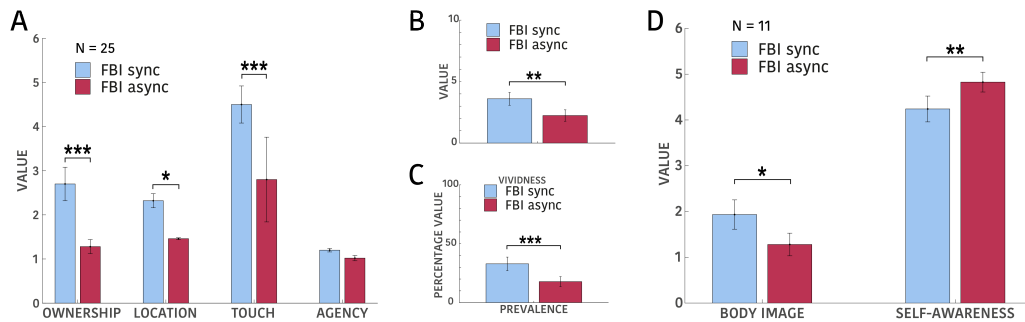 A
N = 25
FBI sync
FBI async
VALUE
6
5
4
3
2
1
0
***
*
***
OWNERSHIP
LOCATION
TOUCH
AGENCY
B
FBI sync
FBI async
VALUE
10
5
0
**
VIVIDNESS
C
FBI sync
FBI async
PERCENTAGE VALUE
100
50
0
***
PREVALENCE
D
N = 11
FBI sync
FBI async
VALUE
6
5
4
3
2
1
0
*
**
BODY IMAGE
SELF-AWARENESS